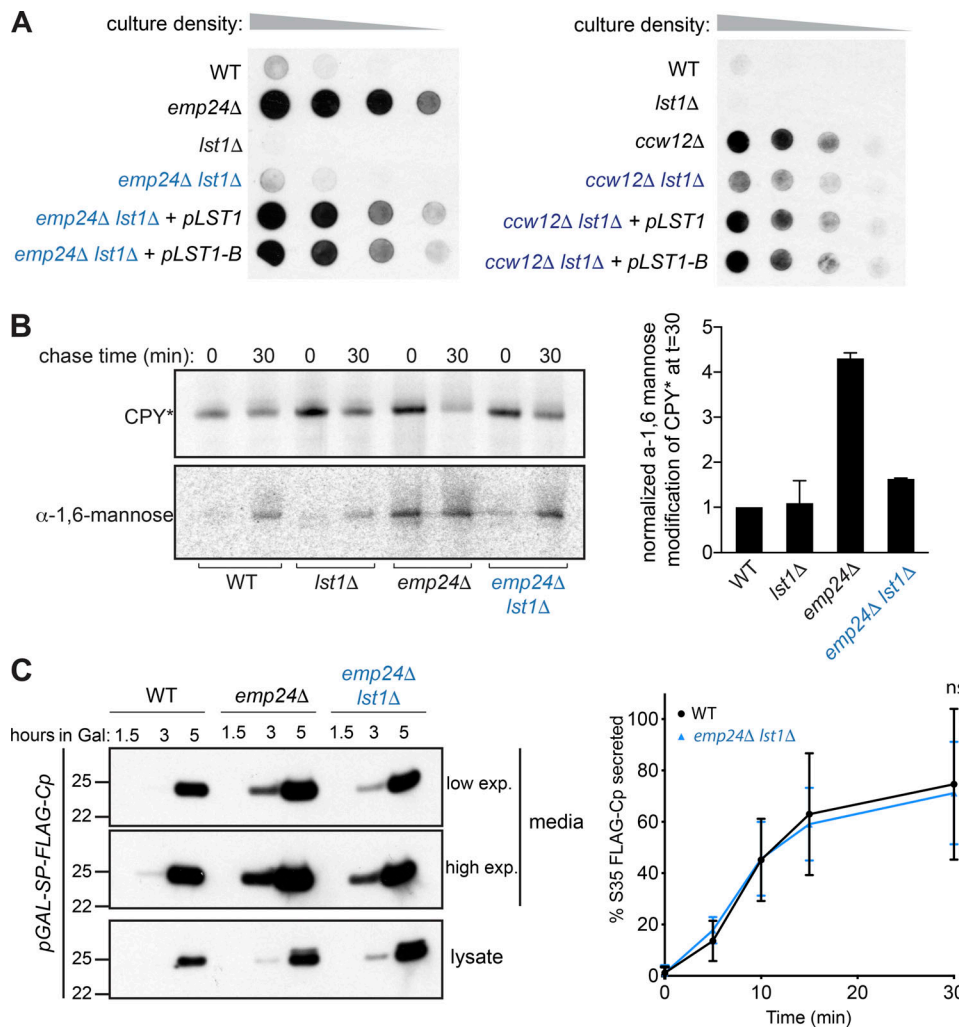 A
culture density:
WT
emp24Δ
lst1Δ
emp24Δ lst1Δ
emp24Δ lst1Δ + pLST1
emp24Δ lst1Δ + pLST1-B
culture density:
WT
lst1Δ
ccw12Δ
ccw12Δ lst1Δ
ccw12Δ lst1Δ + pLST1
ccw12Δ lst1Δ + pLST1-B
B
chase time (min): 0 30 0 30 0 30 0 30
CPY*
α-1,6-mannose
WT lst1Δ emp24Δ emp24Δ
lst1Δ
normalized a-1,6 mannose
modification of CPY* at t=30
5
4
3
2
1
0
WT
lst1Δ
emp24Δ
emp24Δ lst1Δ
C
WT emp24Δ emp24Δ
lst1Δ
hours in Gal: 1.5 3 5 1.5 3 5 1.5 3 5
pGAL-SP-FLAG-Cp
25
22
low exp.
25
22
high exp.
media
25
22
lysate
% S35 FLAG-Cp secreted
100
80
60
40
20
0
WT
emp24Δ lst1Δ
ns
0 10 20 30
Time (min)